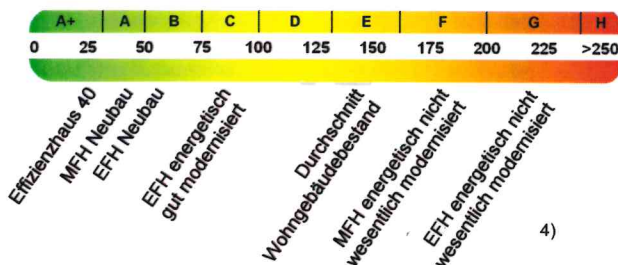 A+ A B C D E F G H
0 25 50 75 100 125 150 175 200 225 >250
Effizienzhaus 40
MFH Neubau
EFH Neubau
EFH energetisch
gut modernisiert
Durchschnitt
Wohngebäudebestand
MFH energetisch nicht
wesentlich modernisiert
EFH energetisch nicht
wesentlich modernisiert
4)